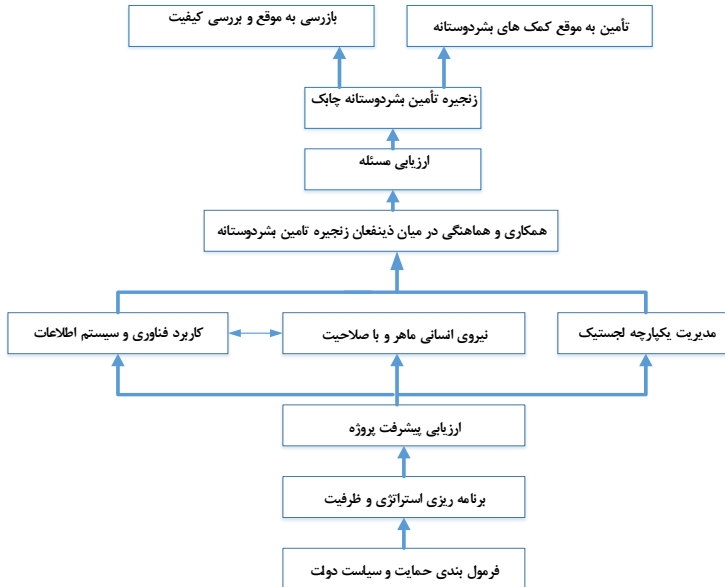 تأمین به موقع کمک های بشردوستانه
بازرسی به موقع و بررسی کیفیت
زنجیره تأمین بشردوستانه چابک
ارزیابی مسئله
همکاری و هماهنگی در میان ذینفعان زنجیره تامین بشردوستانه
مدیریت یکپارچه لجستیک
نیروی انسانی ماهر و با صلاحیت
کاربرد فناوری و سیستم اطلاعات
ارزیابی پیشرفت پروژه
برنامه ریزی استراتژی و ظرفیت
فرمول بندی حمایت و سیاست دولت